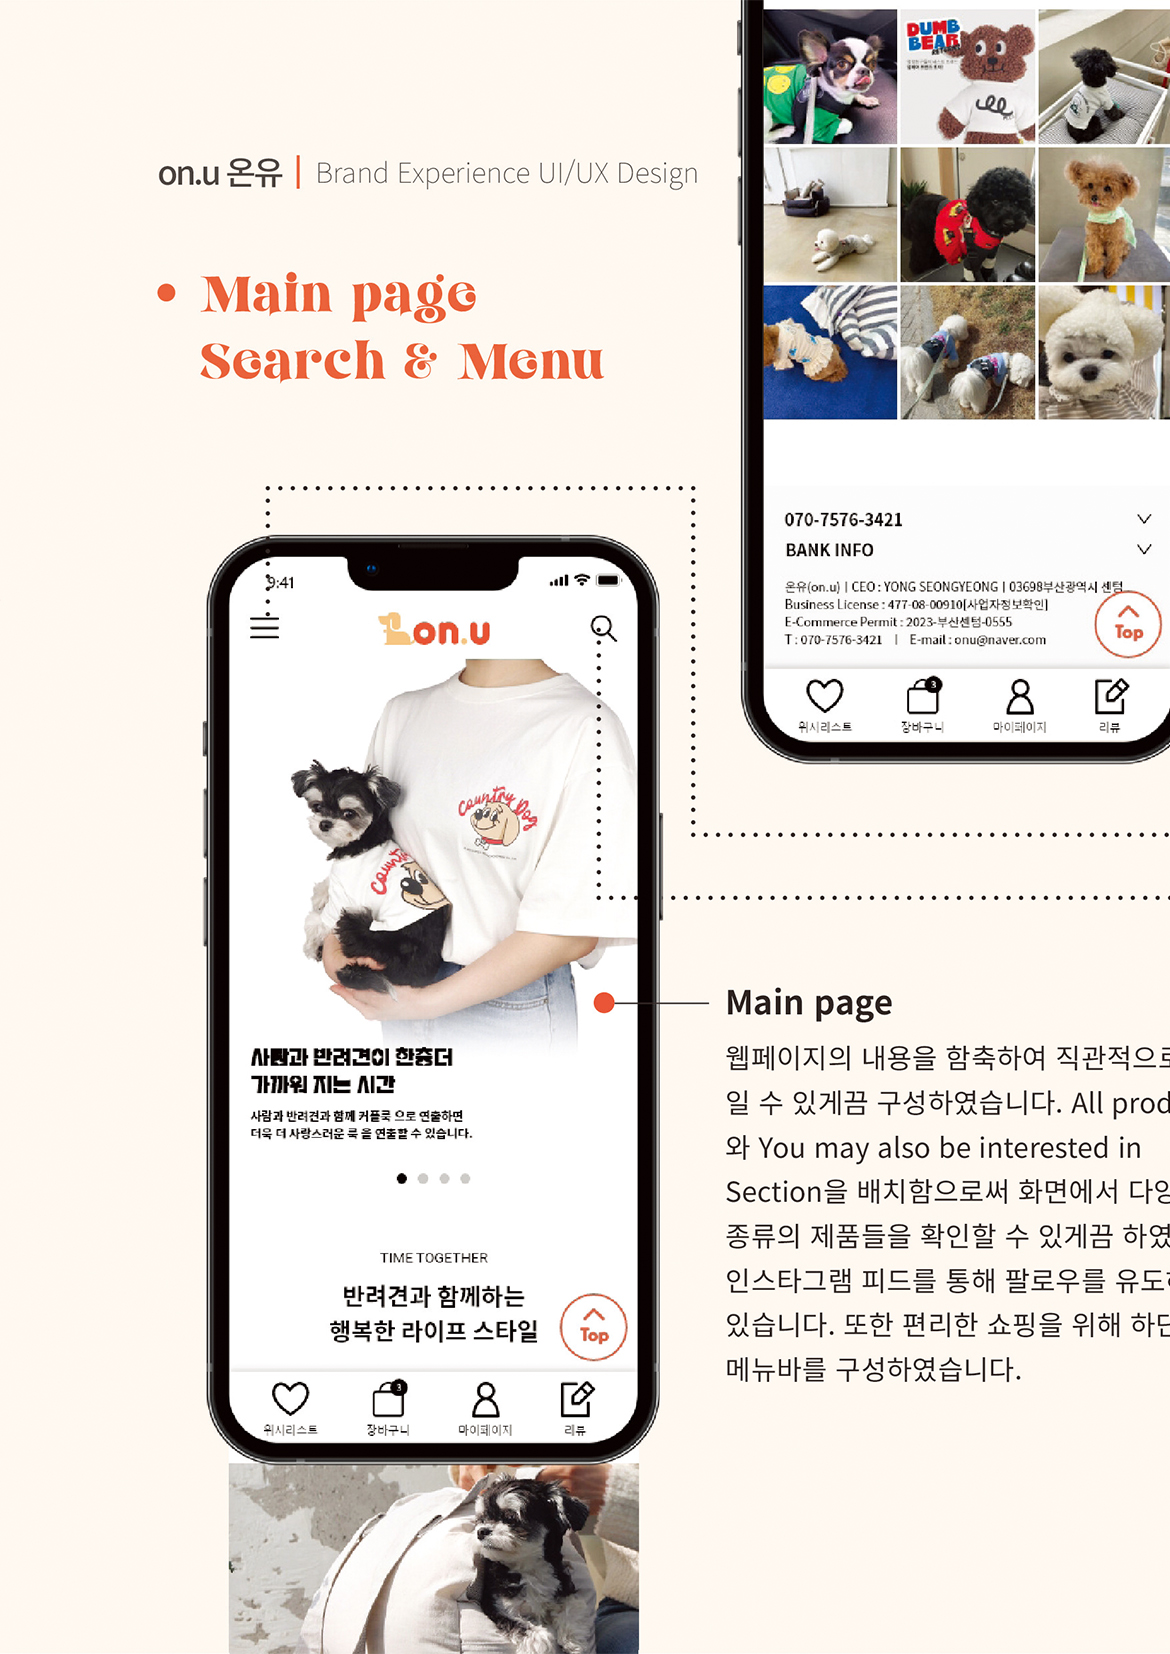 on.u 온유 | Brand Experience UI/UX Design
• Main page
Search & Menu
DUMB
BEAR
070-7576-3421
BANK INFO
온유(on.u) | CEO : YONG SEONGYEONG | 03698부산광역시 센텀
Business License : 477-08-00910[사업자정보확인]
E-Commerce Permit : 2023-부산센텀-0555
T : 070-7576-3421 | E-mail : onu@naver.com
Top
3
위시리스트 장바구니 마이페이지 리뷰
9:41
on.u
Country Dog
Country
사람과 반려견이 한층더
가까워 지는 시간
사람과 반려견과 함께 커플룩 으로 연출하면
더욱 더 사랑스러운 룩 을 연출할 수 있습니다.
TIME TOGETHER
반려견과 함께하는
행복한 라이프 스타일
Top
3
위시리스트 장바구니 마이페이지 리뷰
Main page
웹페이지의 내용을 함축하여 직관적으로
일 수 있게끔 구성하였습니다. All prod
와 You may also be interested in
Section을 배치함으로써 화면에서 다양
종류의 제품들을 확인할 수 있게끔 하였
인스타그램 피드를 통해 팔로우를 유도
있습니다. 또한 편리한 쇼핑을 위해 하단
메뉴바를 구성하였습니다.